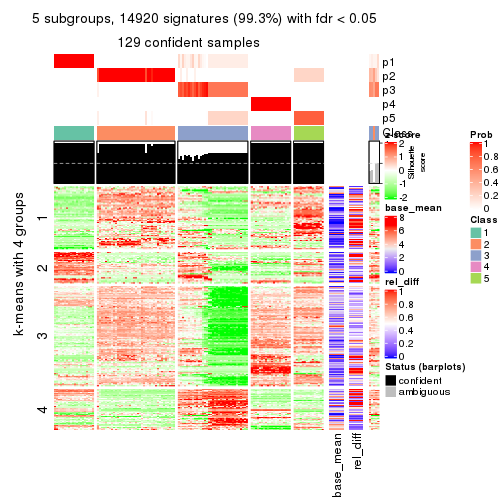 5 subgroups, 14920 signatures (99.3%) with fdr < 0.05
129 confident samples
p1
p2
p3
p4
p5
Class
z-score
2
1
0
-1
-2
Silhouette
score
Prob
1
0.8
0.6
0.4
0.2
0
base_mean
8
6
4
2
0
Class
1
2
3
4
5
rel_diff
1
0.8
0.6
0.4
0.2
0
Status (barplots)
confident
ambiguous
k-means with 4 groups
1
2
3
4
base_mean
rel_diff